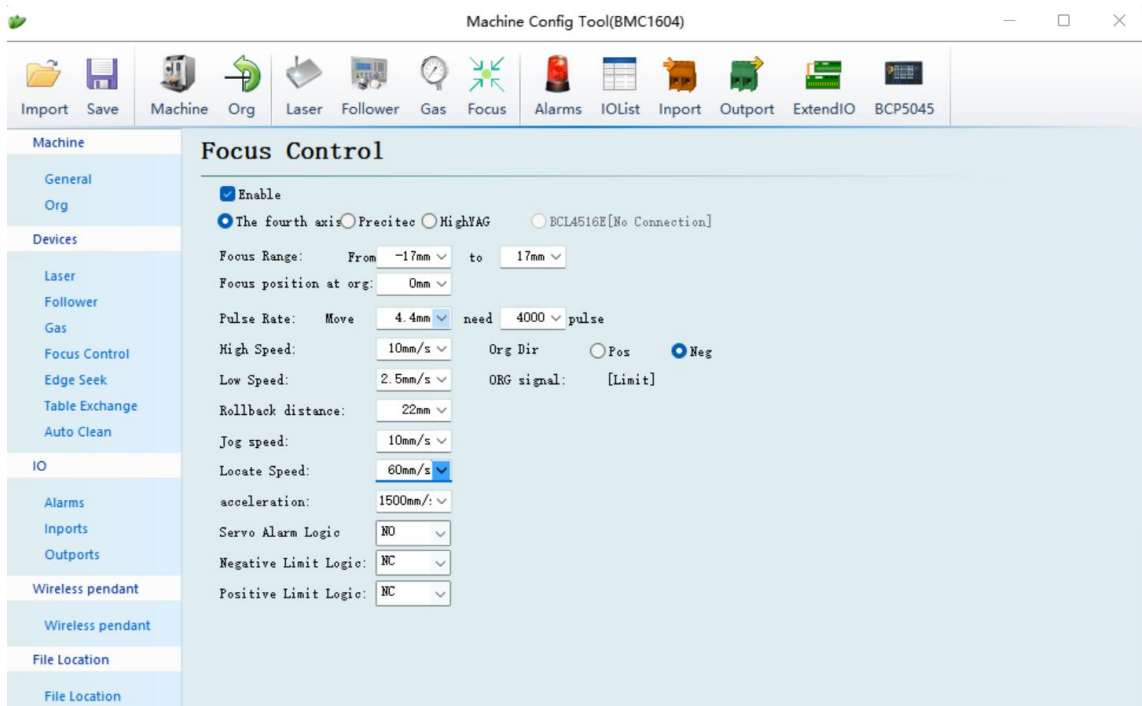 Machine Config Tool(BMC1604)
Import Save Machine Org Laser Follower Gas Focus Alarms IOList Inport Outport ExtendIO BCP5045
Machine
General
Org
Devices
Laser
Follower
Gas
Focus Control
Edge Seek
Table Exchange
Auto Clean
IO
Alarms
Inports
Outports
Wireless pendant
Wireless pendant
File Location
File Location
Focus Control
Enable
The fourth axis Precitec HighYAG BCL4516E[No Connection]
Focus Range: From -17mm to 17mm
Focus position at org: 0mm
Pulse Rate: Move 4.4mm need 4000 pulse
High Speed: 10mm/s Org Dir Pos Neg
Low Speed: 2.5mm/s ORG signal: [Limit]
Rollback distance: 22mm
Jog speed: 10mm/s
Locate Speed: 60mm/s
acceleration: 1500mm/:
Servo Alarm Logic NO
Negative Limit Logic: NC
Positive Limit Logic: NC